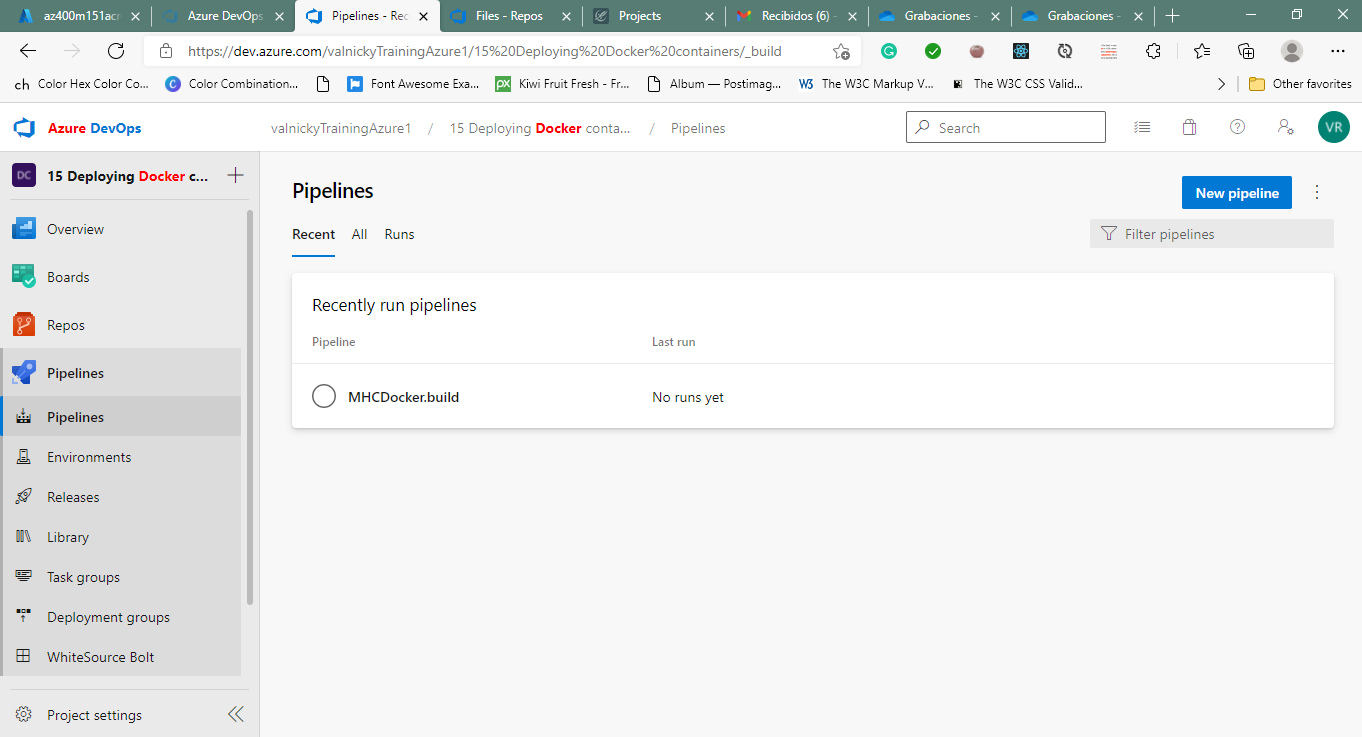 az400m151acr
Azure DevOps
Pipelines - Rec
Files - Repos
Projects
Recibidos (6) -
Grabaciones -
Grabaciones -
https://dev.azure.com/valnickyTrainingAzure1/15%20Deploying%20Docker%20containers/_build
ch Color Hex Color Co...
Color Combination...
Font Awesome Exa...
Kiwi Fruit Fresh - Fr...
Album — Postimag...
The W3C Markup V...
The W3C CSS Valid...
Other favorites
Azure DevOps
valnickyTrainingAzure1 / 15 Deploying Docker conta... / Pipelines
Search
VR
DC 15 Deploying Docker c...
Overview
Boards
Repos
Pipelines
Pipelines
Environments
Releases
Library
Task groups
Deployment groups
WhiteSource Bolt
Project settings
Pipelines
New pipeline
Recent All Runs
Filter pipelines
Recently run pipelines
Pipeline Last run
MHCDocker.build No runs yet